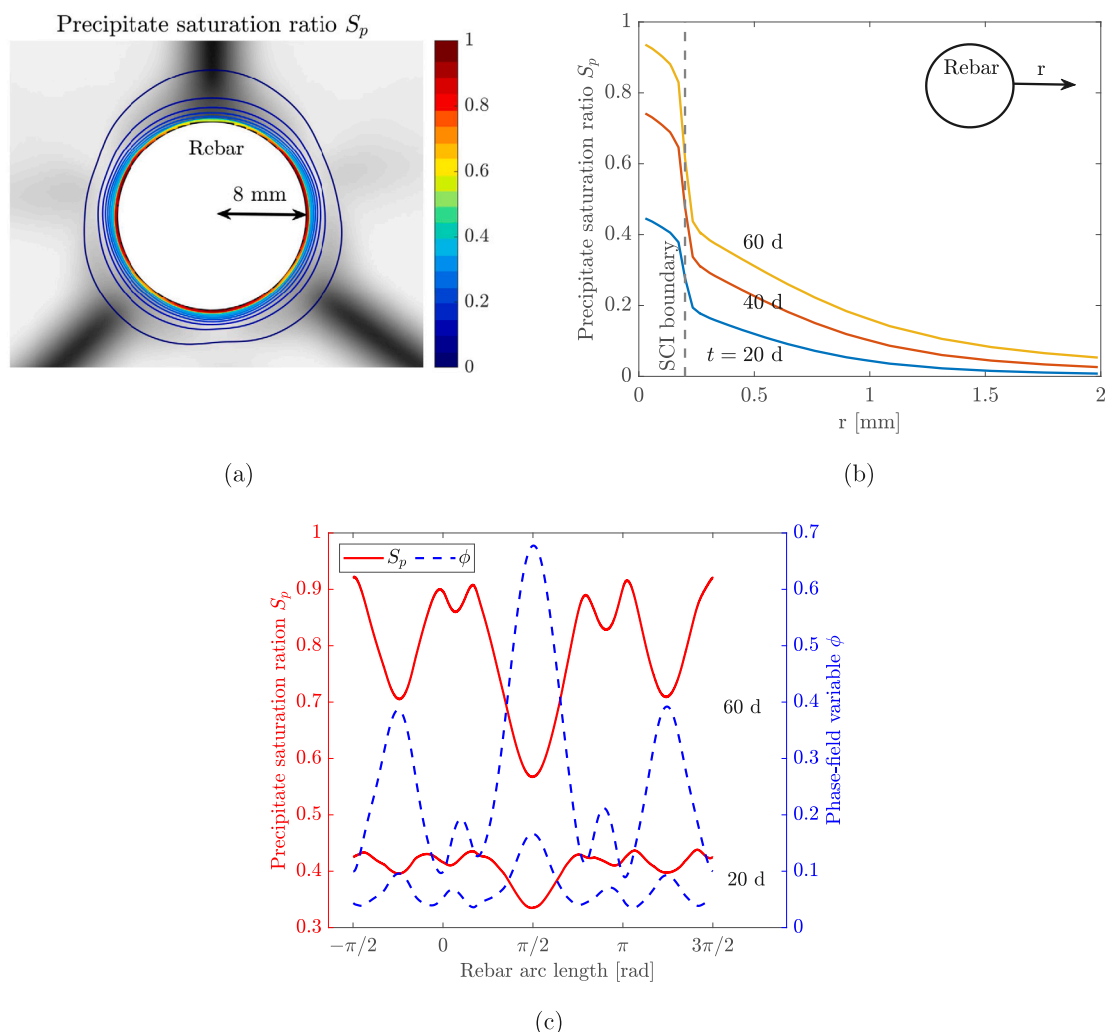 Precipitate saturation ratio S_p
Rebar
8 mm
1
0.8
0.6
0.4
0.2
0
(a)
Precipitate saturation ratio S_p
1
0.8
0.6
0.4
0.2
0
Rebar
r
SCI boundary
60 d
40 d
t = 20 d
0
0.5
1
1.5
2
r [mm]
(b)
Precipitate saturation ration S_p
1
0.9
0.8
0.7
0.6
0.5
0.4
0.3
S_p
ϕ
60 d
20 d
0.7
0.6
0.5
0.4
0.3
0.2
0.1
0
Phase-field variable ϕ
−π/2
0
π/2
π
3π/2
Rebar arc length [rad]
(c)